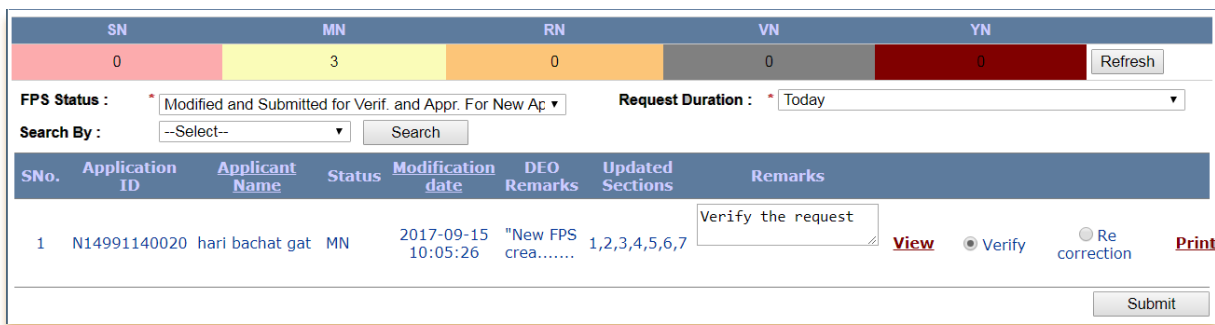 SN MN RN VN YN
0 3 0 0 0 Refresh
FPS Status : * Modified and Submitted for Verif. and Appr. For New Ap Request Duration : * Today
Search By : --Select-- Search
SNo. Application ID Applicant Name Status Modification date DEO Remarks Updated Sections Remarks
1 N14991140020 hari bachat gat MN 2017-09-15 10:05:26 "New FPS crea....... 1,2,3,4,5,6,7 Verify the request View Verify Re correction Print
Submit